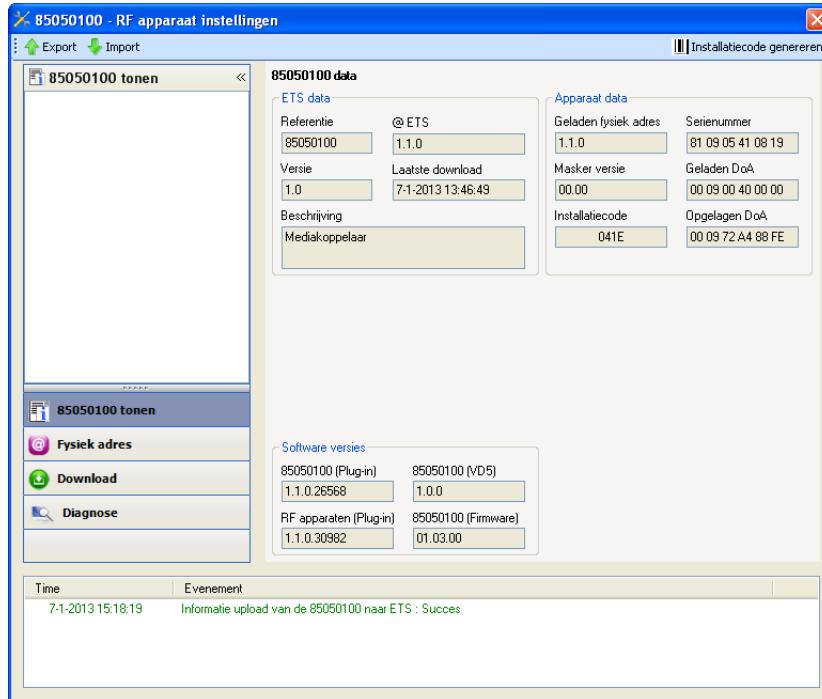 85050100 - RF apparaat instellingen
Export Import Installatiecode genereren
85050100 tonen «
85050100 tonen
Fysiek adres
Download
Diagnose
85050100 data
ETS data
Referentie @ ETS
85050100 1.1.0
Versie Laatste download
1.0 7-1-2013 13:46:49
Beschrijving
Mediakoppelaar
Apparaat data
Geladen fysiek adres Serienummer
1.1.0 81 09 05 41 08 19
Masker versie Geladen DoA
00.00 00 09 00 40 00 00
Installatiecode Opgelagen DoA
041E 00 09 72 A4 88 FE
Software versies
85050100 (Plug-in) 85050100 (VD5)
1.1.0.26568 1.0.0
RF apparaten (Plug-in) 85050100 (Firmware)
1.1.0.30982 01.03.00
Time Evenement
7-1-2013 15:18:19 Informatie upload van de 85050100 naar ETS : Succes